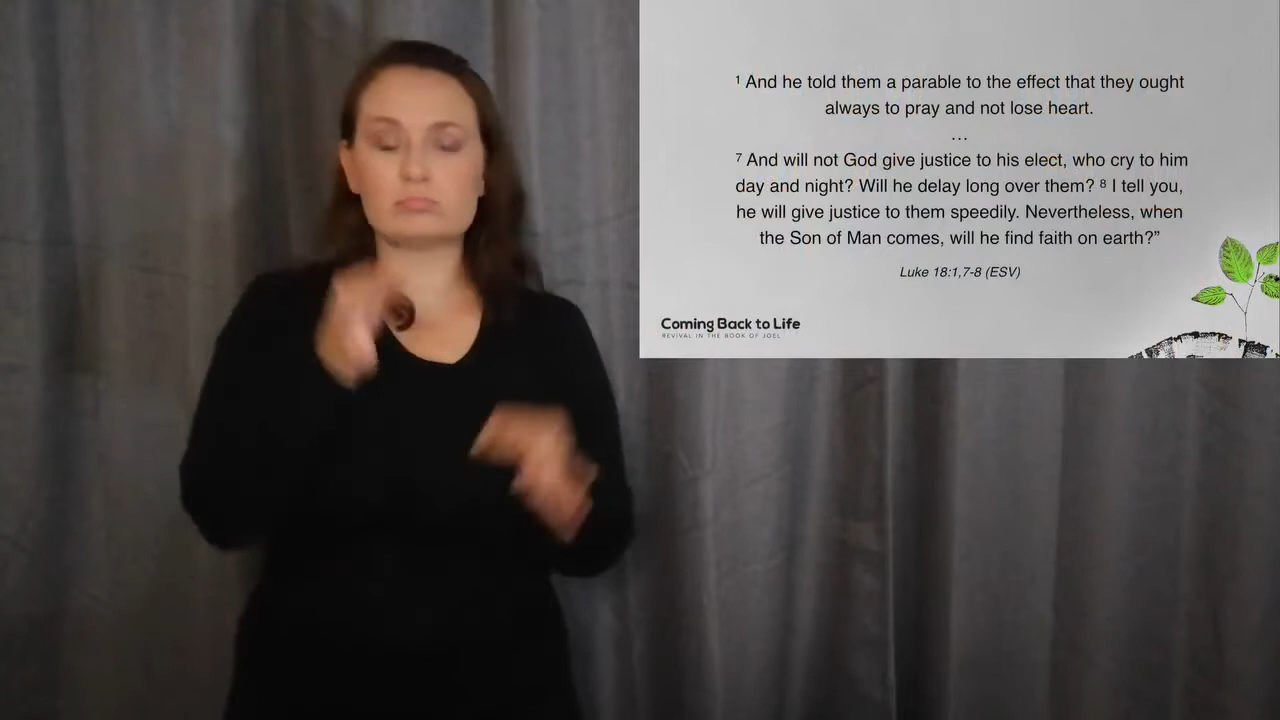 ¹ And he told them a parable to the effect that they ought
always to pray and not lose heart.
…
⁷ And will not God give justice to his elect, who cry to him
day and night? Will he delay long over them? ⁸ I tell you,
he will give justice to them speedily. Nevertheless, when
the Son of Man comes, will he find faith on earth?”
Luke 18:1,7-8 (ESV)
Coming Back to Life
REVIVAL IN THE BOOK OF JOEL